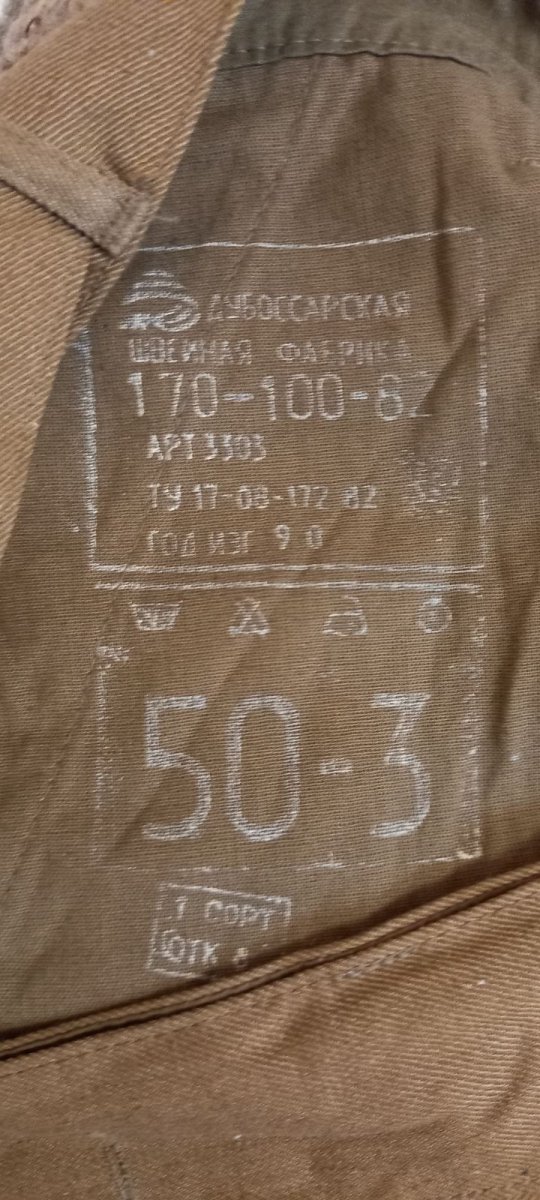 ДУБОССАРСКАЯ
ШВЕЙНАЯ ФАБРИКА
170-100-82
АРТ 3303
ТУ 17-08-172 82
ГОД ИЗГ 9 0
50-3
1 СОРТ
ОТК 8